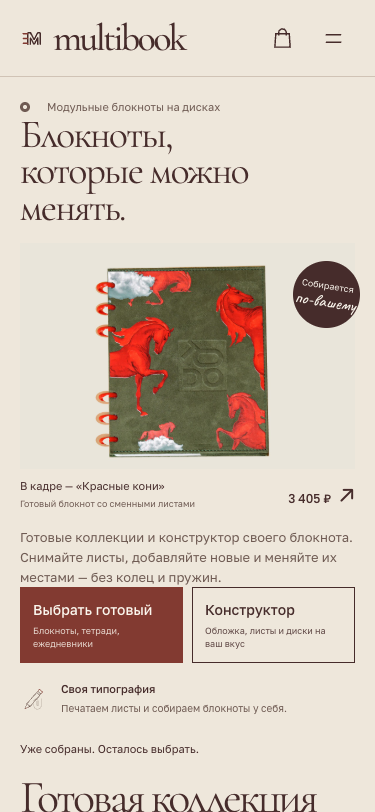 multibook
Модульные блокноты на дисках
Блокноты,
которые можно
менять.
Собирается
по-вашему
В кадре — «Красные кони»
Готовый блокнот со сменными листами
3 405 ₽
Готовые коллекции и конструктор своего блокнота.
Снимайте листы, добавляйте новые и меняйте их
местами — без колец и пружин.
Выбрать готовый
Блокноты, тетради,
ежедневники
Конструктор
Обложка, листы и диски на
ваш вкус
Своя типография
Печатаем листы и собираем блокноты у себя.
Уже собраны. Осталось выбрать.
Готовая коллекция